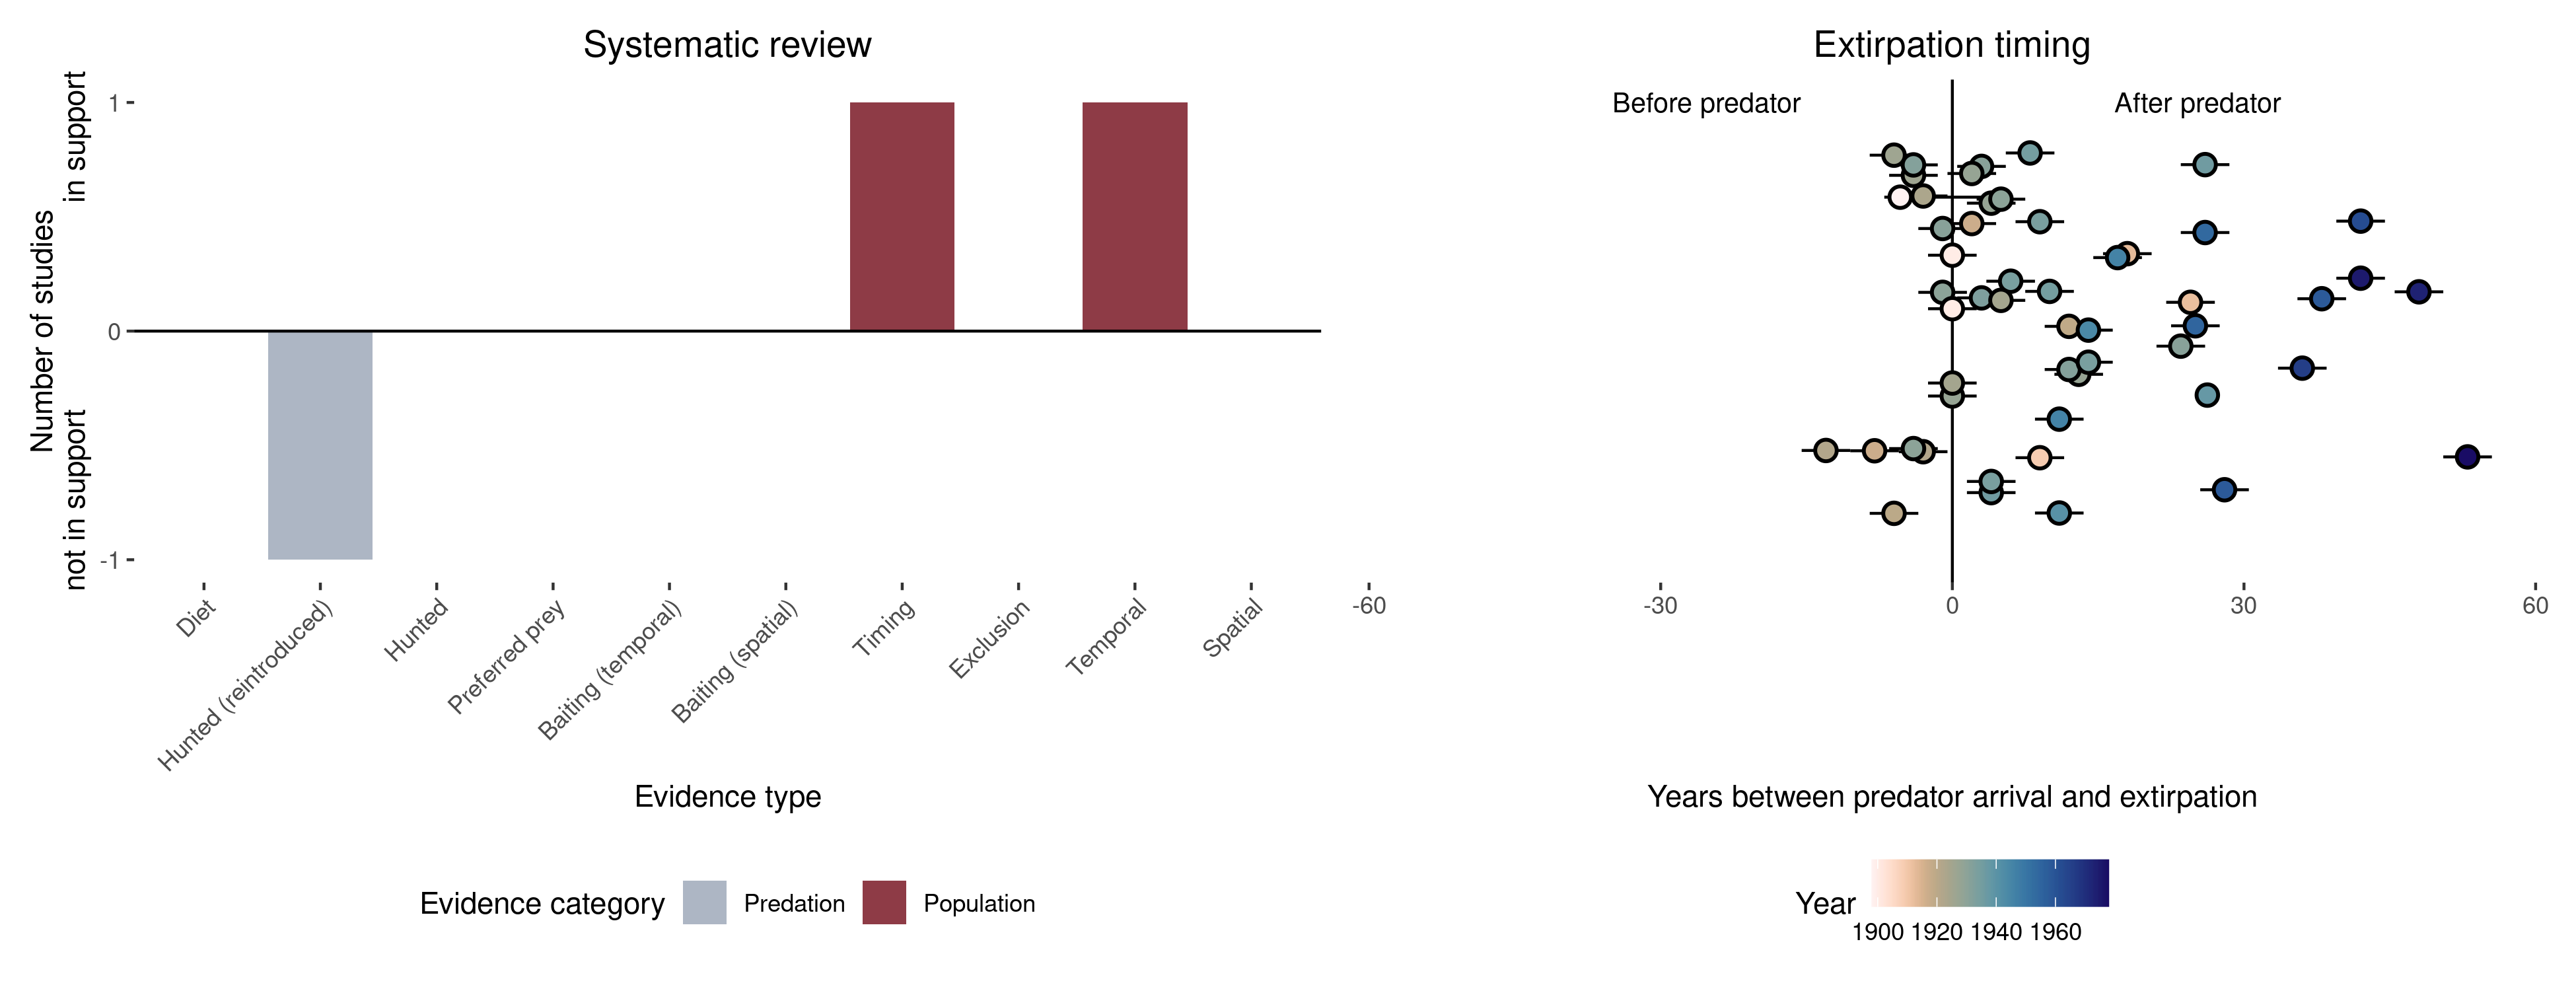 Systematic review
Number of studies
not in support
in support
1
0
-1
Diet
Hunted (reintroduced)
Hunted
Preferred prey
Baiting (temporal)
Baiting (spatial)
Timing
Exclusion
Temporal
Spatial
Evidence type
Evidence category
Predation
Population
Extirpation timing
Before predator
After predator
-60
-30
0
30
60
Years between predator arrival and extirpation
Year
1900 1920 1940 1960